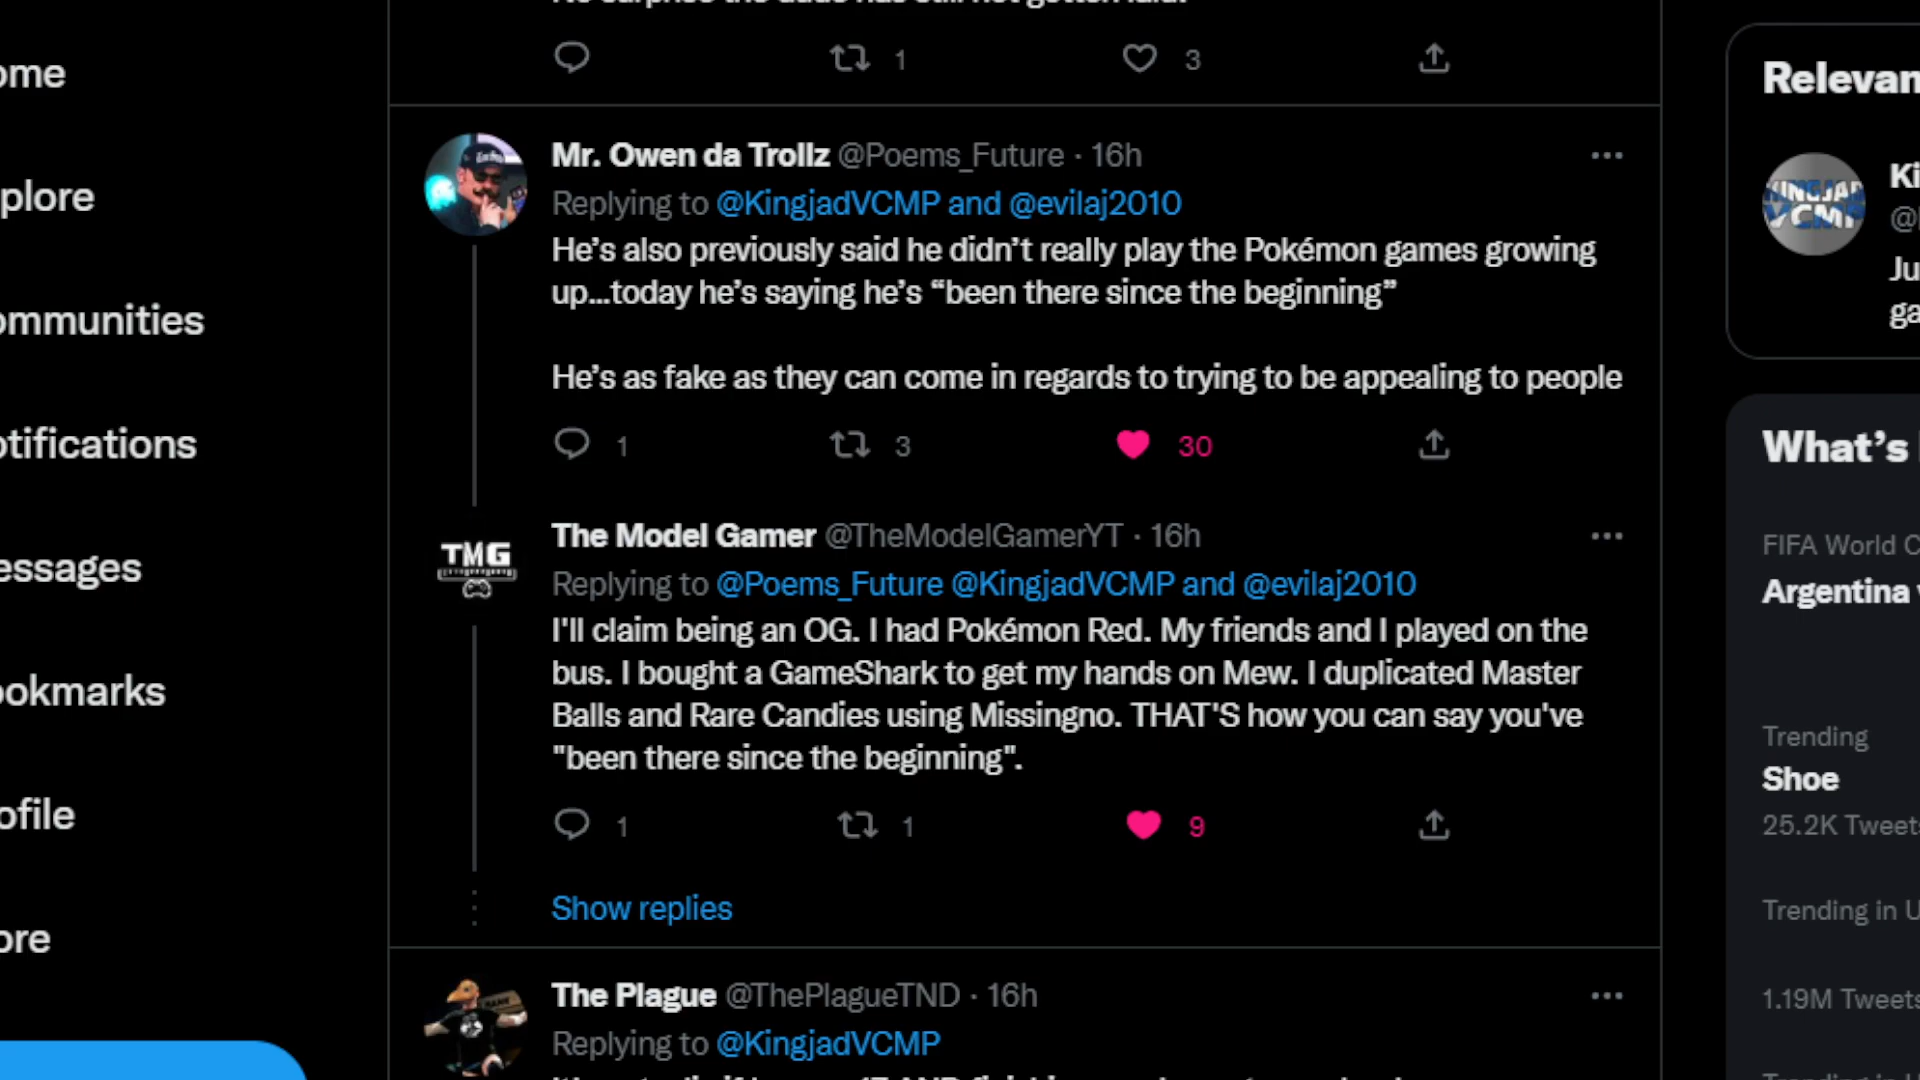 1
3
Mr. Owen da Trollz @Poems_Future · 16h
Replying to @KingjadVCMP and @evilaj2010
He's also previously said he didn't really play the Pokémon games growing
up...today he's saying he's “been there since the beginning”
He's as fake as they can come in regards to trying to be appealing to people
1
3
30
TMG
The Model Gamer @TheModelGamerYT · 16h
Replying to @Poems_Future @KingjadVCMP and @evilaj2010
I'll claim being an OG. I had Pokémon Red. My friends and I played on the
bus. I bought a GameShark to get my hands on Mew. I duplicated Master
Balls and Rare Candies using Missingno. THAT'S how you can say you've
"been there since the beginning".
1
1
9
Show replies
The Plague @ThePlagueTND · 16h
Replying to @KingjadVCMP
ome
plore
ommunities
otifications
essages
ookmarks
ofile
ore
Relevan
KINGJAD
VCMP
Ki
@
Ju
ga
What's
FIFA World C
Argentina
Trending
Shoe
25.2K Tweets
Trending in U
1.19M Tweets